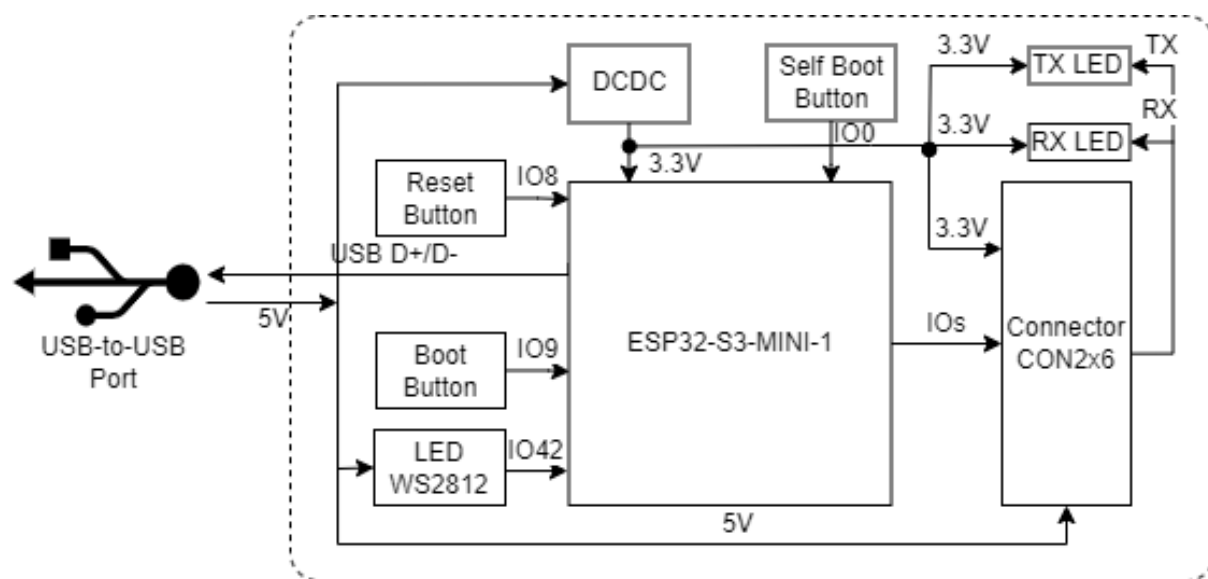 3.3V
TX
DCDC
Self Boot
Button
TX LED
RX
IO0
3.3V
RX LED
3.3V
Reset
Button
IO8
3.3V
USB D+/D-
5V
USB-to-USB
Port
Boot
Button
IO9
ESP32-S3-MINI-1
IOs
Connector
CON2x6
LED
WS2812
IO42
5V